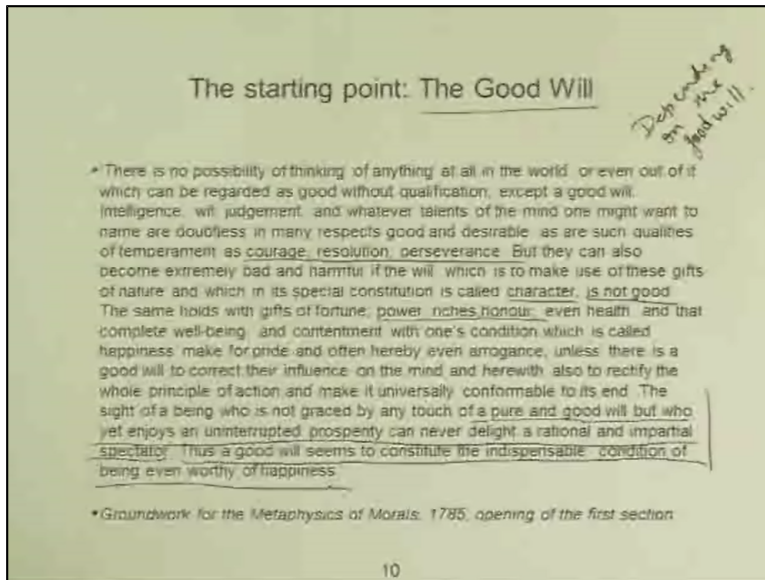 The starting point: The Good Will
Depending
on the
good will.
• There is no possibility of thinking of anything at all in the world, or even out of it
which can be regarded as good without qualification, except a good will.
Intelligence, wit, judgement, and whatever talents of the mind one might want to
name are doubtless in many respects good and desirable, as are such qualities
of temperament as courage, resolution, perseverance. But they can also
become extremely bad and harmful if the will, which is to make use of these gifts
of nature and which in its special constitution is called character, is not good.
The same holds with gifts of fortune; power, riches, honour, even health, and that
complete well-being and contentment with one's condition which is called
happiness make for pride and often hereby even arrogance, unless there is a
good will to correct their influence on the mind and herewith also to rectify the
whole principle of action and make it universally conformable to its end. The
sight of a being who is not graced by any touch of a pure and good will but who
yet enjoys an uninterrupted prosperity can never delight a rational and impartial
spectator. Thus a good will seems to constitute the indispensable condition of
being even worthy of happiness.
• Groundwork for the Metaphysics of Morals, 1785, opening of the first section
10